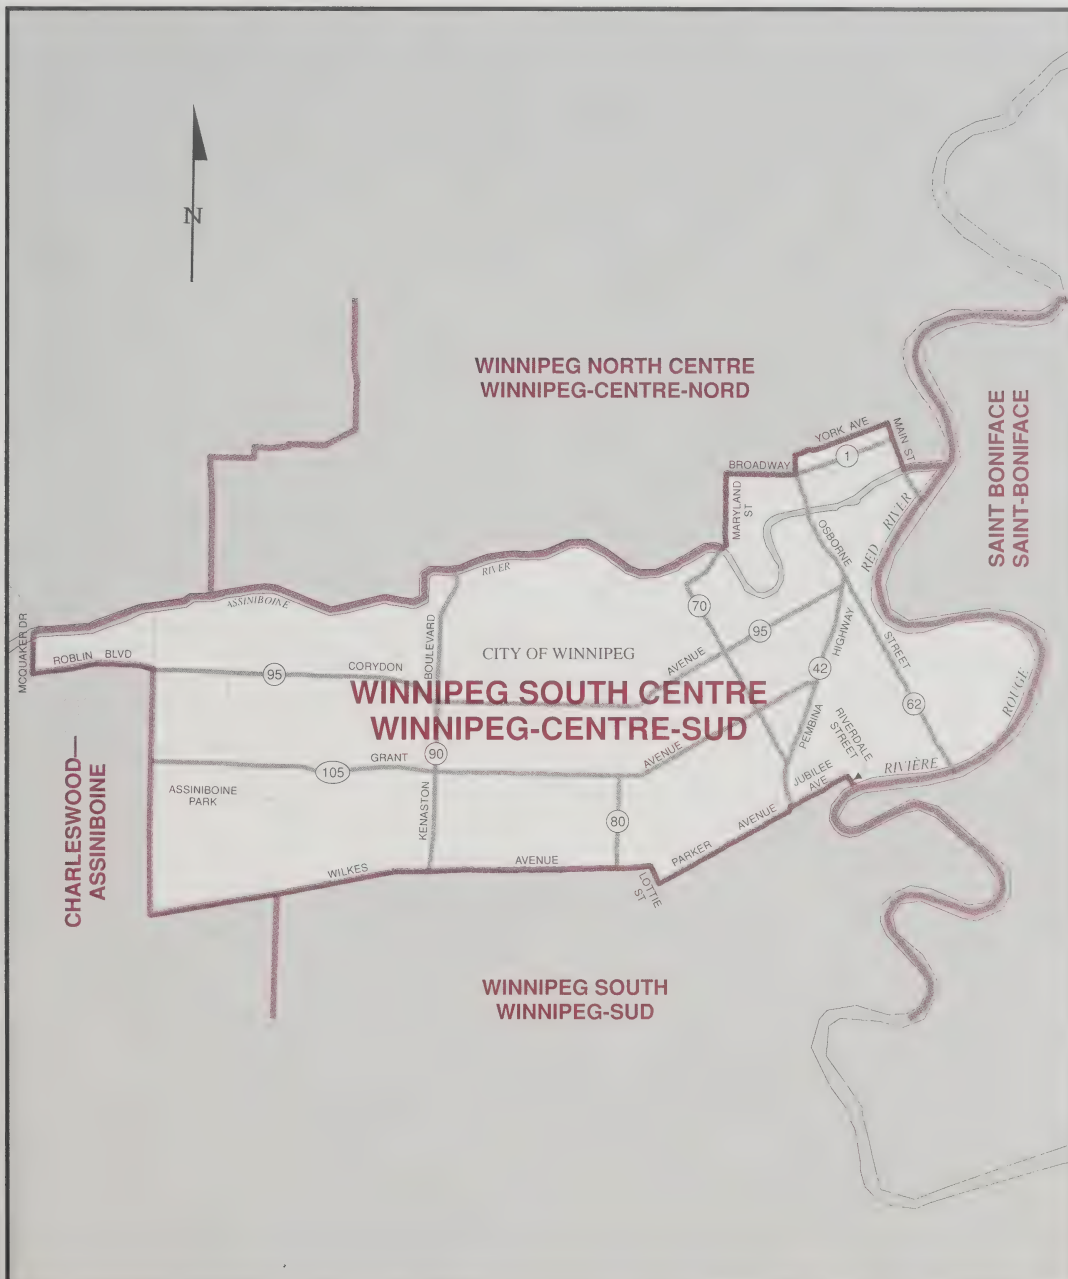 N
WINNIPEG NORTH CENTRE
WINNIPEG-CENTRE-NORD
SAINT BONIFACE
SAINT-BONIFACE
YORK AVE
MAIN ST
1
BROADWAY
MARYLAND
ST
OSBORNE
RED RIVER
RIVER
ASSINIBOINE
MCQUAKER DR
ROBLIN BLVD
95
CORYDON
BOULEVARD
CITY OF WINNIPEG
AVENUE
70
95
HIGHWAY
42
STREET
62
ROUGE
WINNIPEG SOUTH CENTRE
WINNIPEG-CENTRE-SUD
PEMBINA
RIVERDALE
STREET
RIVIÈRE
GRANT
90
105
AVENUE
JUBILEE
AVE
CHARLESWOOD—
ASSINIBOINE
ASSINIBOINE
PARK
KENASTON
80
AVENUE
PARKER
WILKES
AVENUE
LOTTIE
ST
WINNIPEG SOUTH
WINNIPEG-SUD